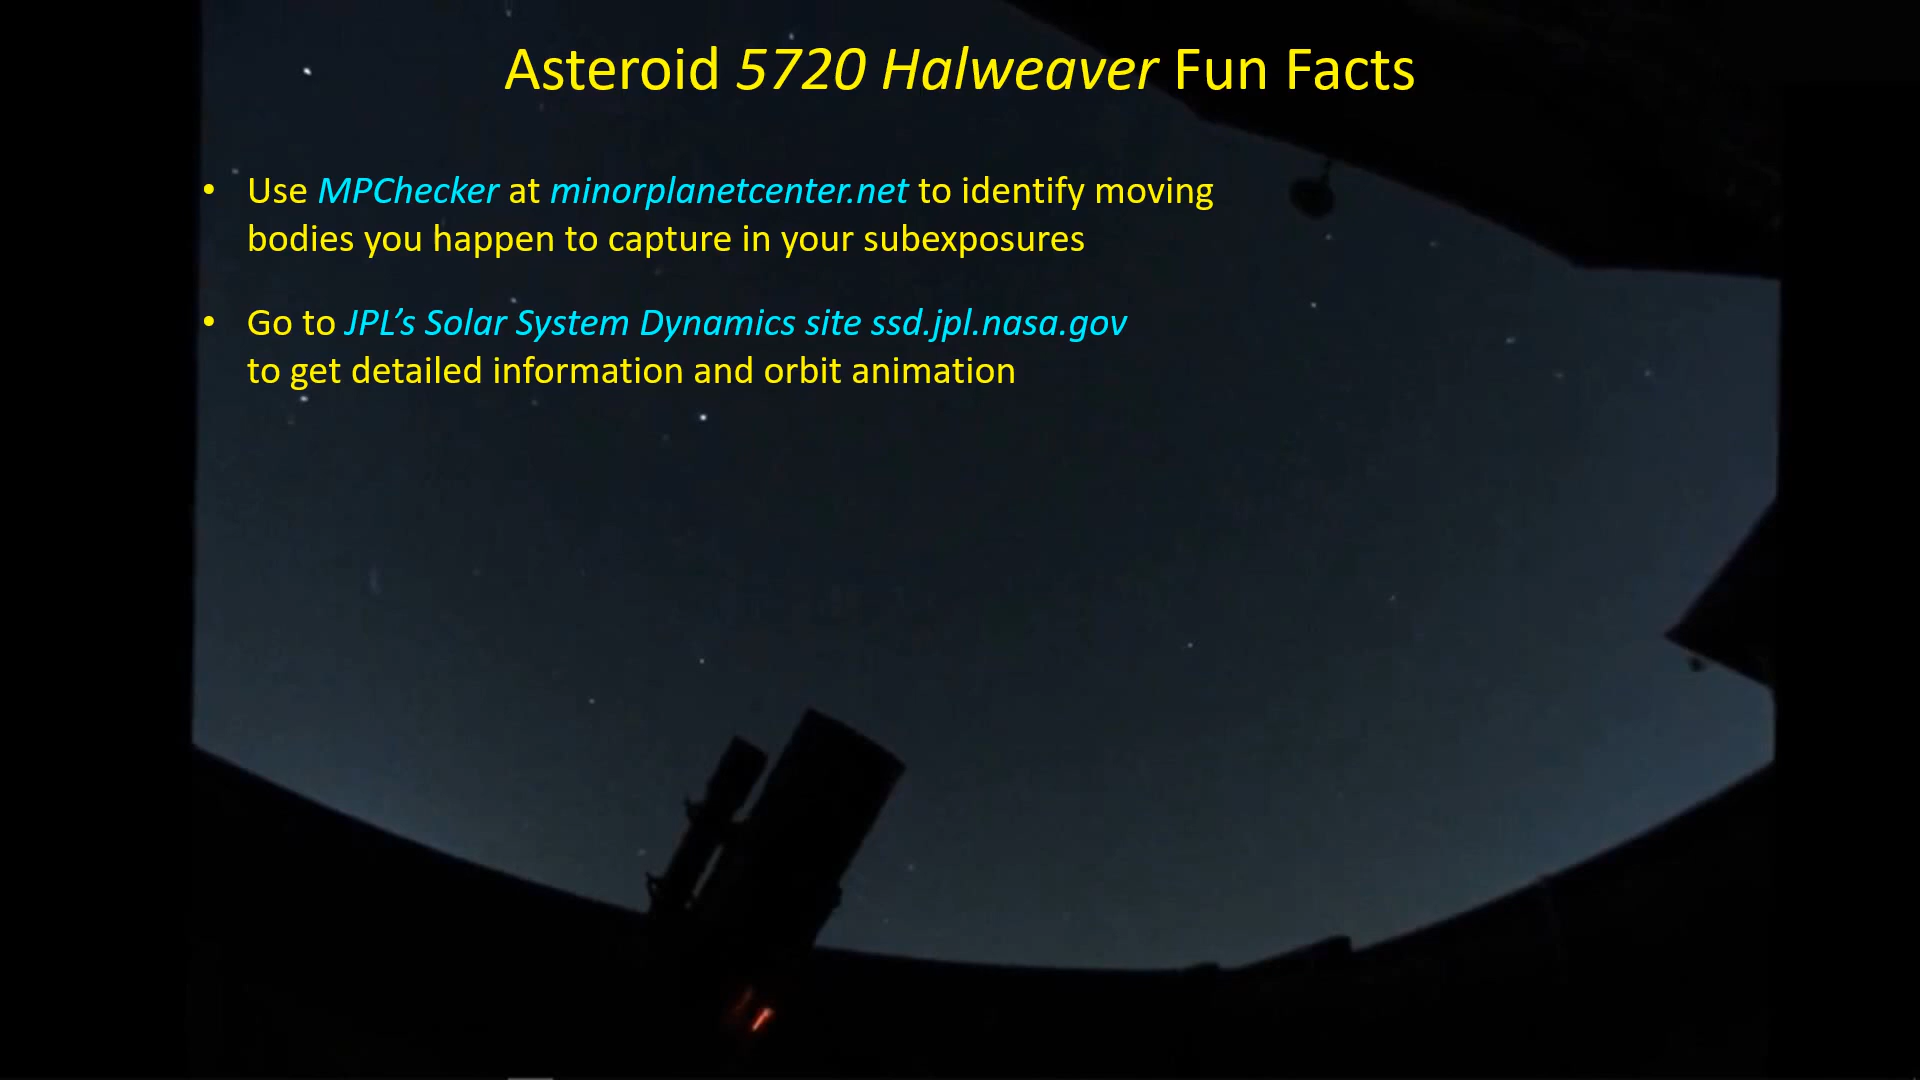 Asteroid 5720 Halweaver Fun Facts
• Use MPChecker at minorplanetcenter.net to identify moving
bodies you happen to capture in your subexposures
• Go to JPL’s Solar System Dynamics site ssd.jpl.nasa.gov
to get detailed information and orbit animation